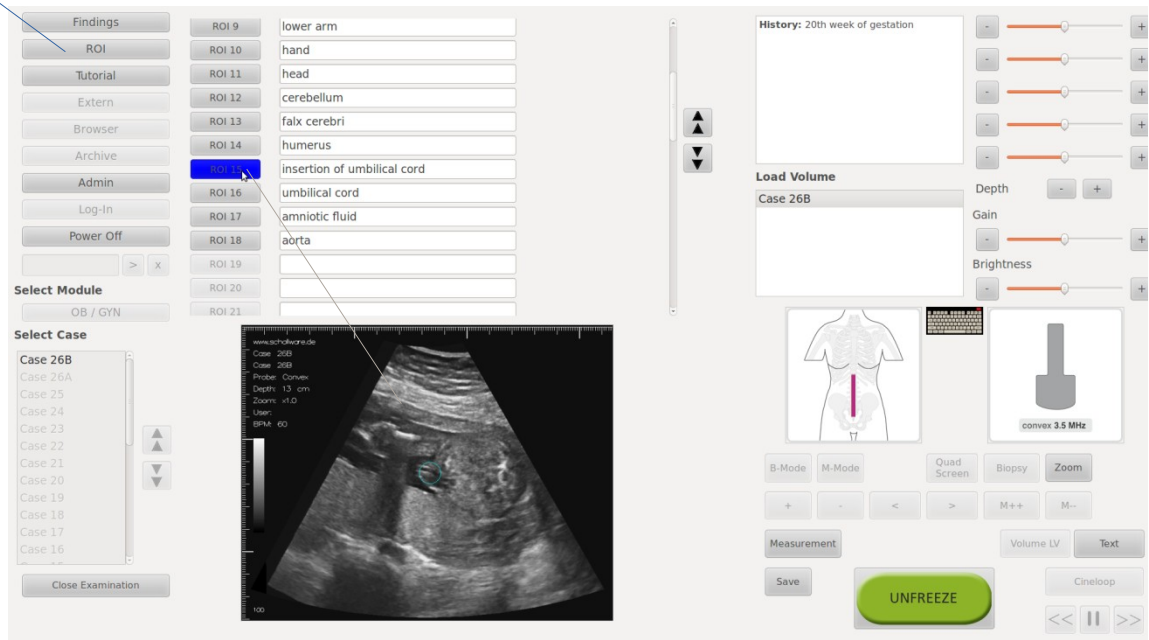 Findings
ROI
Tutorial
Extern
Browser
Archive
Admin
Log-In
Power Off
> x
Select Module
OB / GYN
Select Case
Case 26B
Case 26A
Case 25
Case 24
Case 23
Case 22
Case 21
Case 20
Case 19
Case 18
Case 17
Case 16
Close Examination
ROI 9 lower arm
ROI 10 hand
ROI 11 head
ROI 12 cerebellum
ROI 13 falx cerebri
ROI 14 humerus
ROI 15 insertion of umbilical cord
ROI 16 umbilical cord
ROI 17 amniotic fluid
ROI 18 aorta
ROI 19
ROI 20
ROI 21
www.schallware.de
Case 26B
Case 26B
Probe: Convex
Depth: 13 cm
Zoom: x1.0
User:
BPM: 60
100
History: 20th week of gestation
Load Volume
Case 26B
- +
- +
- +
- +
- +
Depth - +
Gain
- +
Brightness
- +
convex 3.5 MHz
B-Mode M-Mode Quad Screen Biopsy Zoom
+ - < > M++ M--
Measurement Volume LV Text
Save UNFREEZE Cineloop
<< II >>